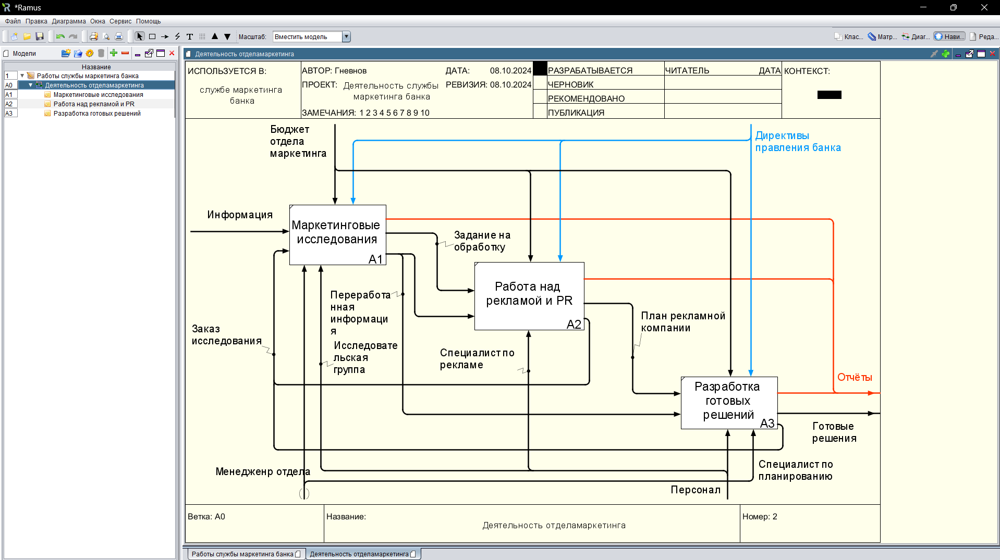 *Ramus
Файл Правка Диаграмма Окна Сервис Помощь
Масштаб: Вместить модель
Клас... Матр... Диаг... Нави... Реда...
Модели
Название
1 Работы службы маркетинга банка
A0 Деятельность отделамаркетинга
A1 Маркетинговые исследования
A2 Работа над рекламой и PR
A3 Разработка готовых решений
Деятельность отделамаркетинга
ИСПОЛЬЗУЕТСЯ В:
службе маркетинга
банка
АВТОР: Гневнов
ДАТА: 08.10.2024
ПРОЕКТ: Деятельность службы
маркетинга банка
РЕВИЗИЯ: 08.10.2024
ЗАМЕЧАНИЯ: 1 2 3 4 5 6 7 8 9 10
РАЗРАБАТЫВАЕТСЯ
ЧЕРНОВИК
РЕКОМЕНДОВАНО
ПУБЛИКАЦИЯ
ЧИТАТЕЛЬ ДАТА
КОНТЕКСТ:
Бюджет
отдела
маркетинга
Директивы
правления банка
Информация
Маркетинговые
исследования
A1
Задание на
обработку
Работа над
рекламой и PR
A2
Переработа
нная
информаци
я
План рекламной
компании
Заказ
исследования
Исследовате
льская
группа
Специалист по
рекламе
Отчёты
Разработка
готовых
решений
A3
Готовые
решения
Менедженр отдела
Специалист по
планированию
Персонал
Ветка: A0
Название:
Деятельность отделамаркетинга
Номер: 2
Работы службы маркетинга банка
Деятельность отделамаркетинга